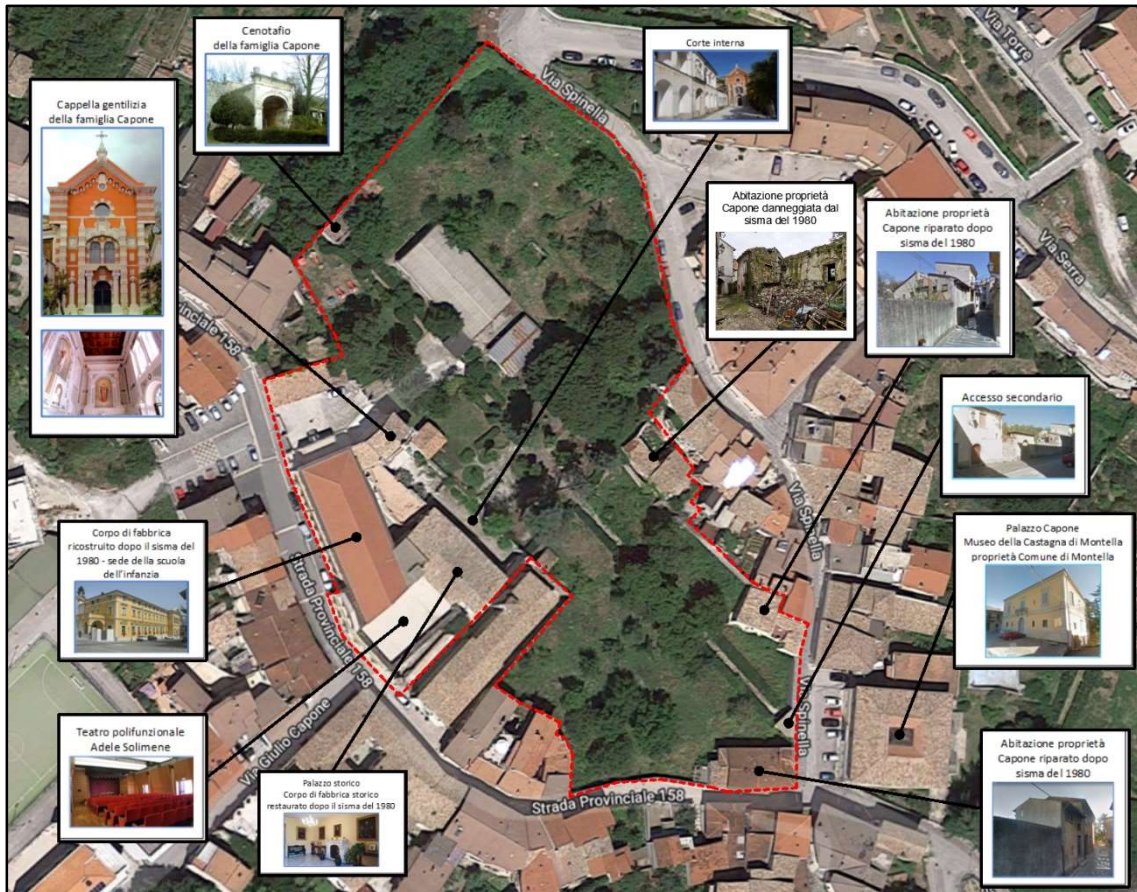 Cenotafio
della famiglia Capone
Corte interna
Cappella gentilizia
della famiglia Capone
Abitazione proprietà
Capone danneggiata dal
sisma del 1980
Abitazione proprietà
Capone riparato dopo
sisma del 1980
Accesso secondario
Palazzo Capone
Museo della Castagna di Montella
proprietà Comune di Montella
Abitazione proprietà
Capone riparato dopo
sisma del 1980
Corpo di fabbrica
ricostruito dopo il sisma del
1980 - sede della scuola
dell'infanzia
Teatro polifunzionale
Adele Solimene
Palazzo storico
Corpo di fabbrica storico
restaurato dopo il sisma del 1980
Via Spinella
Via Torre
Via Serra
Via Spinella
Via Spinella
vinciale 158
Strada Provinciale 158
Via Giulio Capone
Strada Provinciale 158